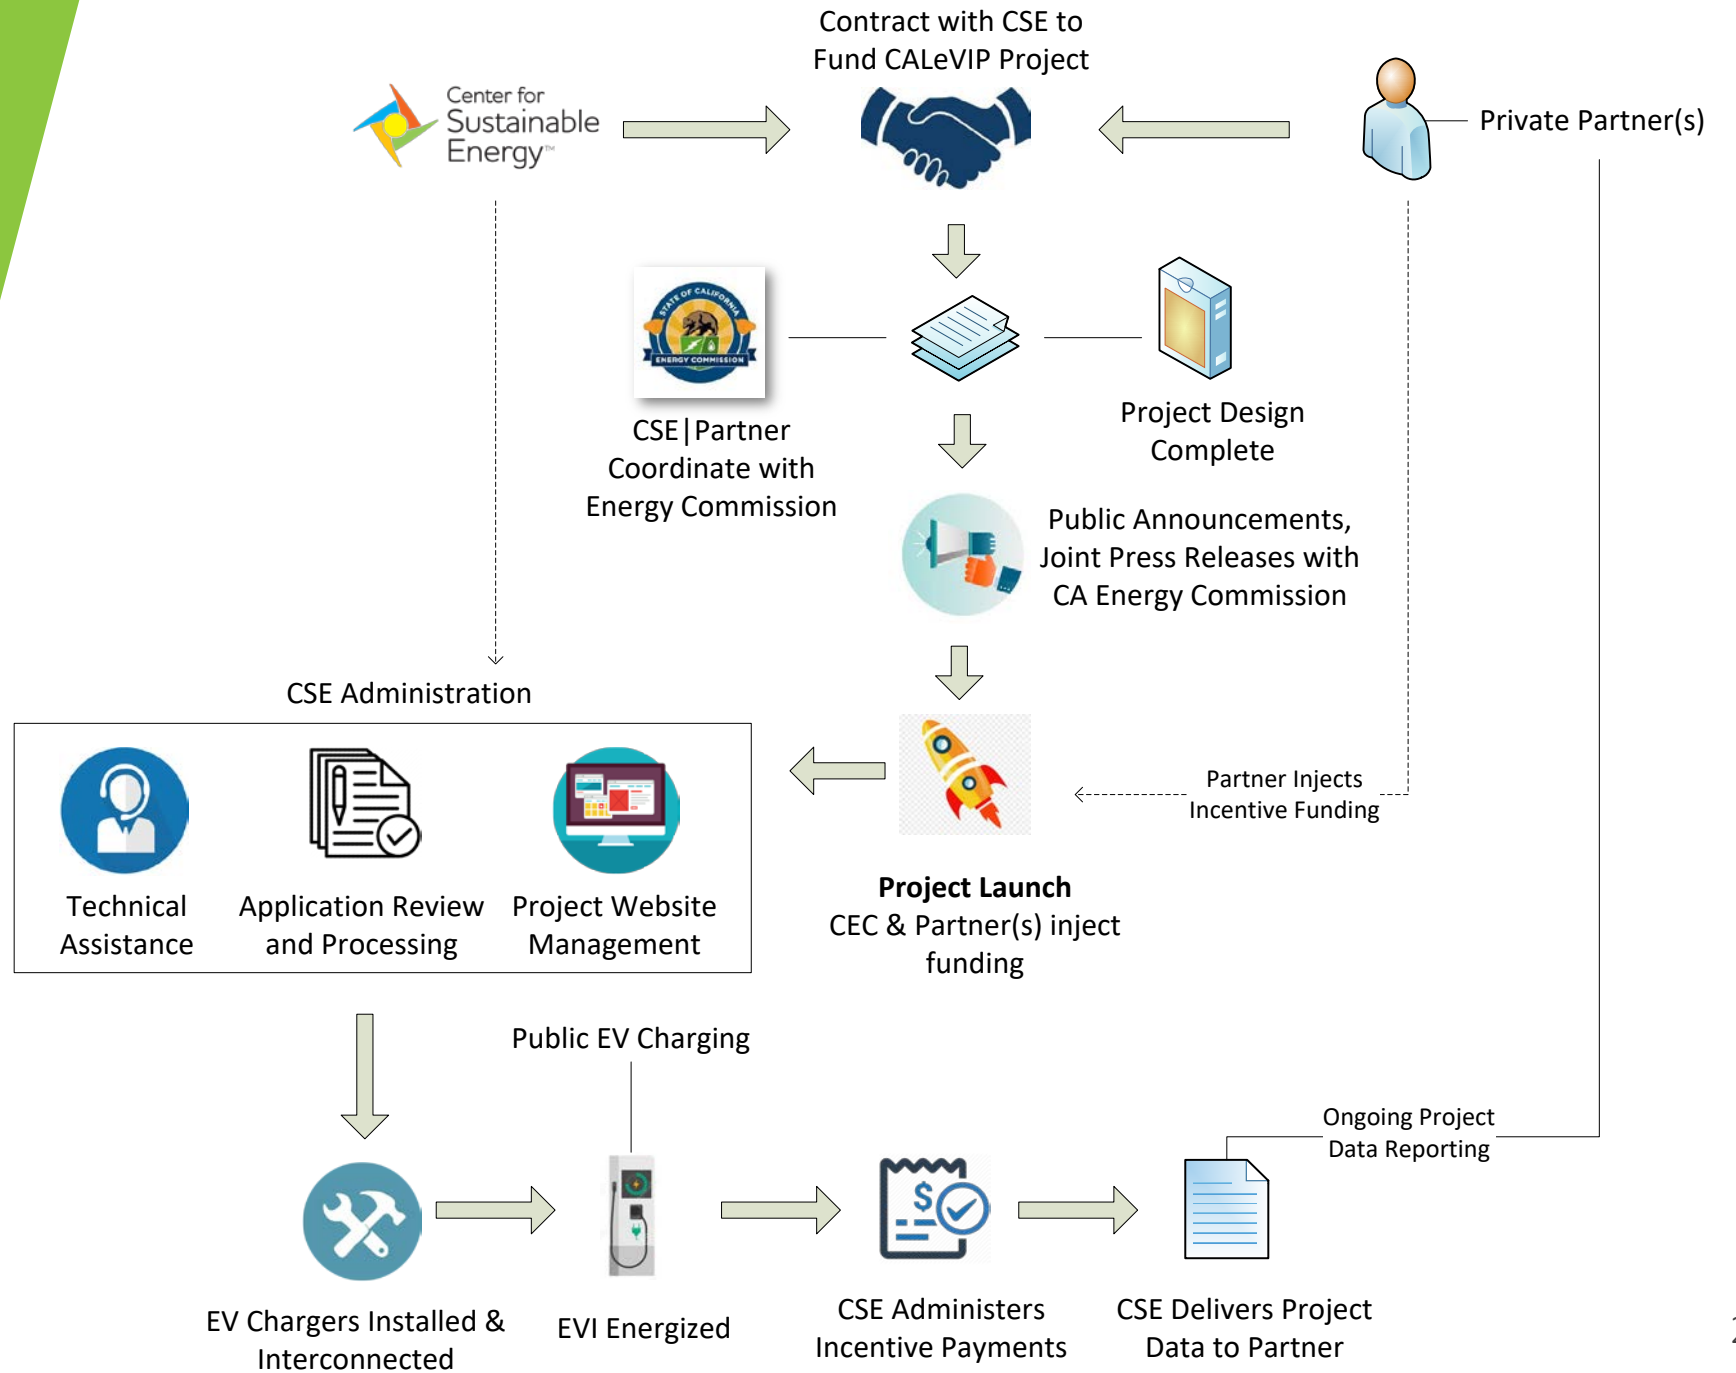 Contract with CSE to
Fund CALeVIP Project
Center for
Sustainable
Energy™
Private Partner(s)
STATE OF CALIFORNIA
ENERGY COMMISSION
CSE|Partner
Coordinate with
Energy Commission
Project Design
Complete
Public Announcements,
Joint Press Releases with
CA Energy Commission
CSE Administration
Technical
Assistance
Application Review
and Processing
Project Website
Management
Partner Injects
Incentive Funding
Project Launch
CEC & Partner(s) inject
funding
Public EV Charging
Ongoing Project
Data Reporting
$
EV Chargers Installed &
Interconnected
EVI Energized
CSE Administers
Incentive Payments
CSE Delivers Project
Data to Partner